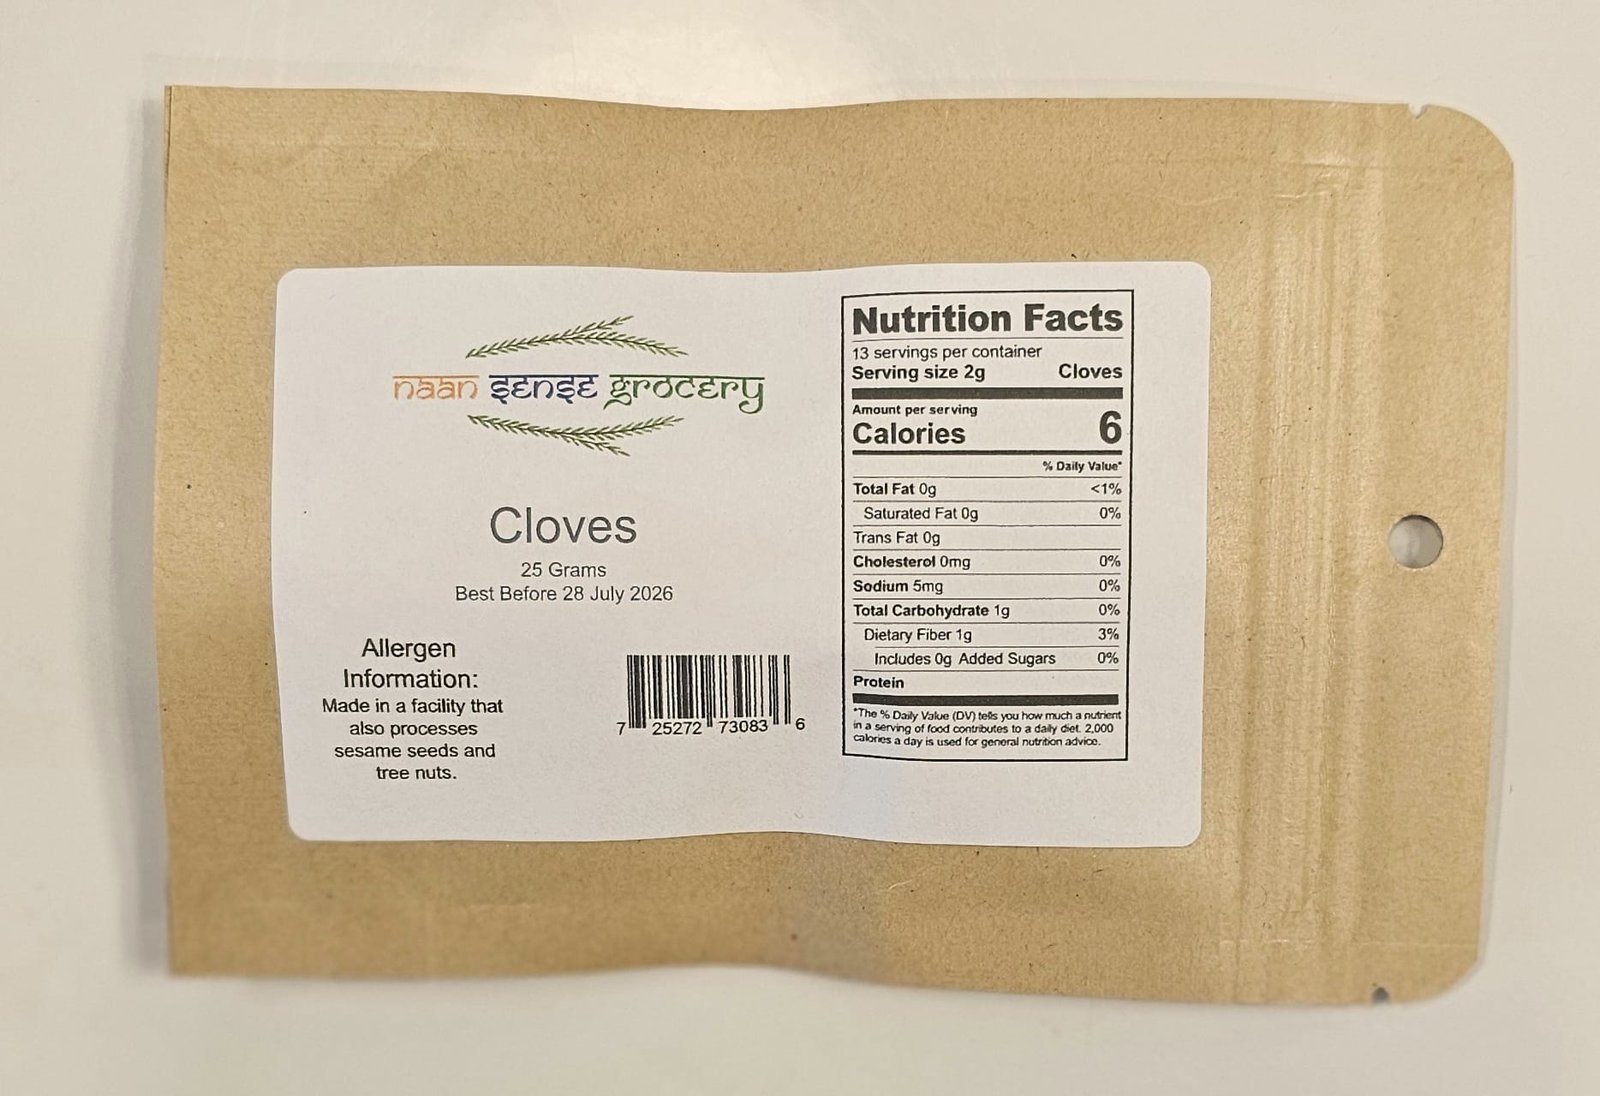 naan sense grocery
Cloves
25 Grams
Best Before 28 July 2026
Allergen
Information:
Made in a facility that
also processes
sesame seeds and
tree nuts.
7 25272 73083 6
Nutrition Facts
13 servings per container
Serving size 2g Cloves
Amount per serving
Calories 6
% Daily Value*
Total Fat 0g <1%
Saturated Fat 0g 0%
Trans Fat 0g
Cholesterol 0mg 0%
Sodium 5mg 0%
Total Carbohydrate 1g 0%
Dietary Fiber 1g 3%
Includes 0g Added Sugars 0%
Protein
*The % Daily Value (DV) tells you how much a nutrient
in a serving of food contributes to a daily diet. 2,000
calories a day is used for general nutrition advice.